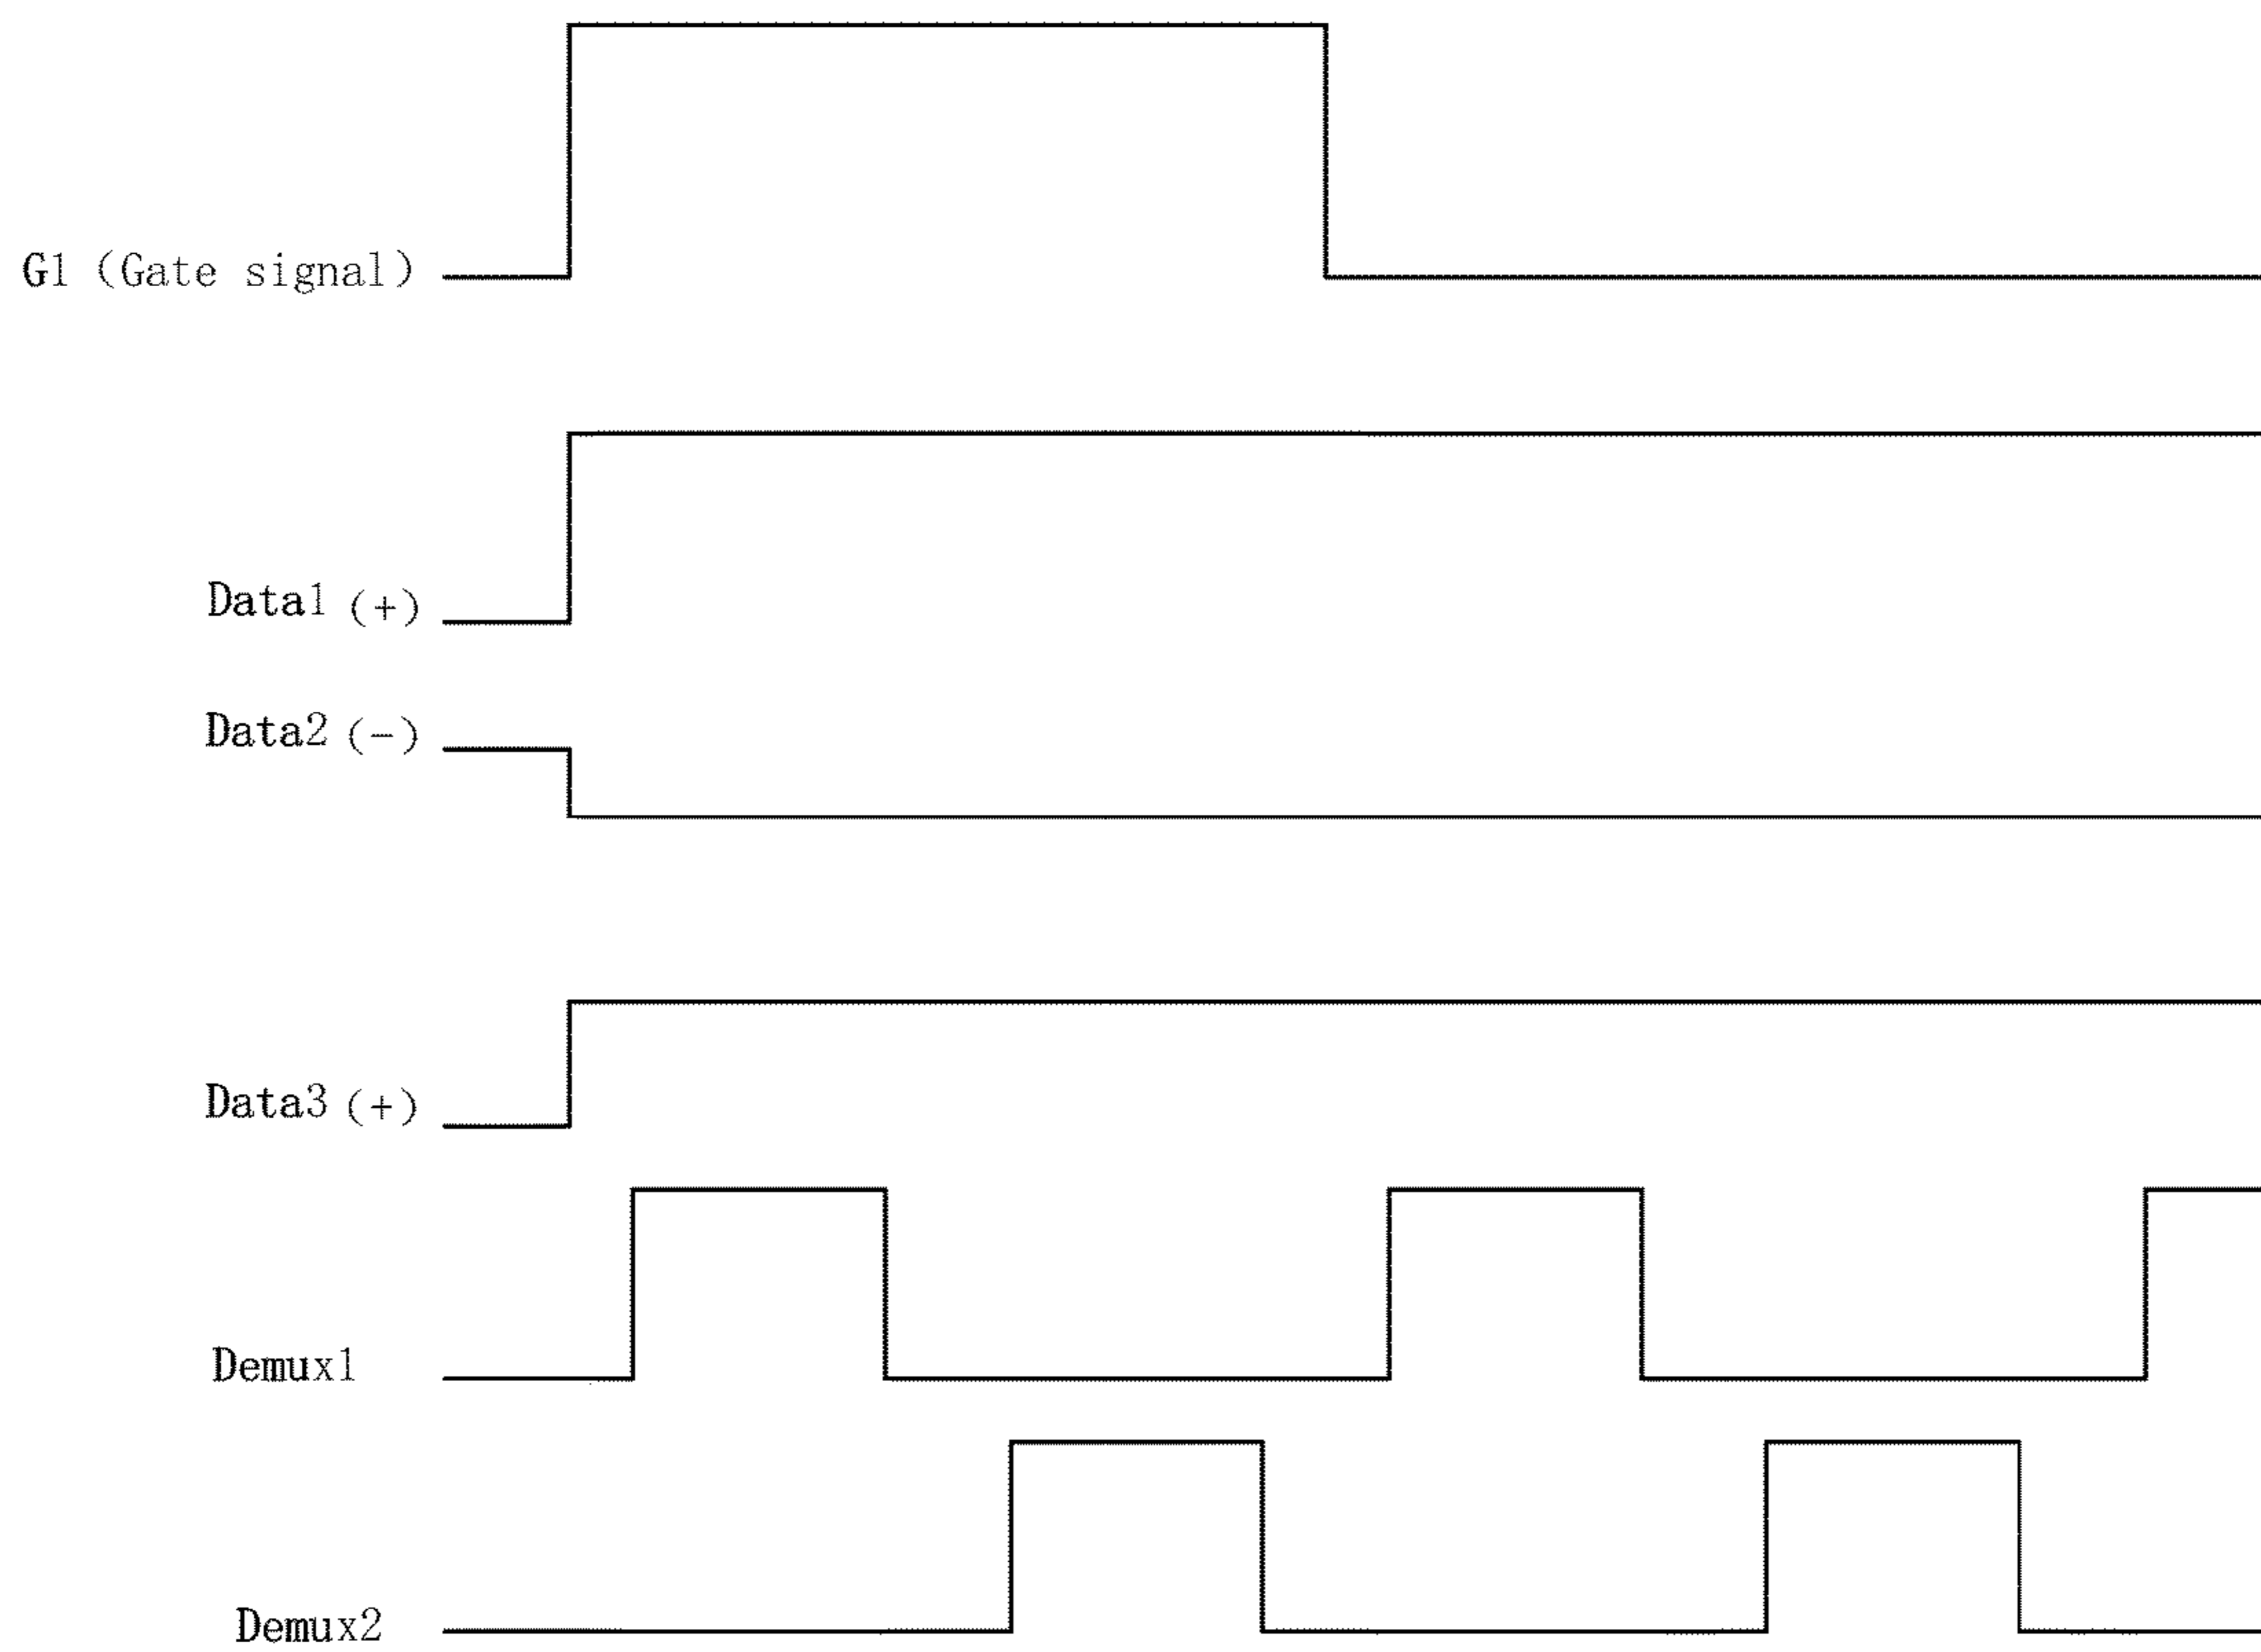 G1 (Gate signal)
Data1 (+)
Data2 (-)
Data3 (+)
Demux1
Demux2